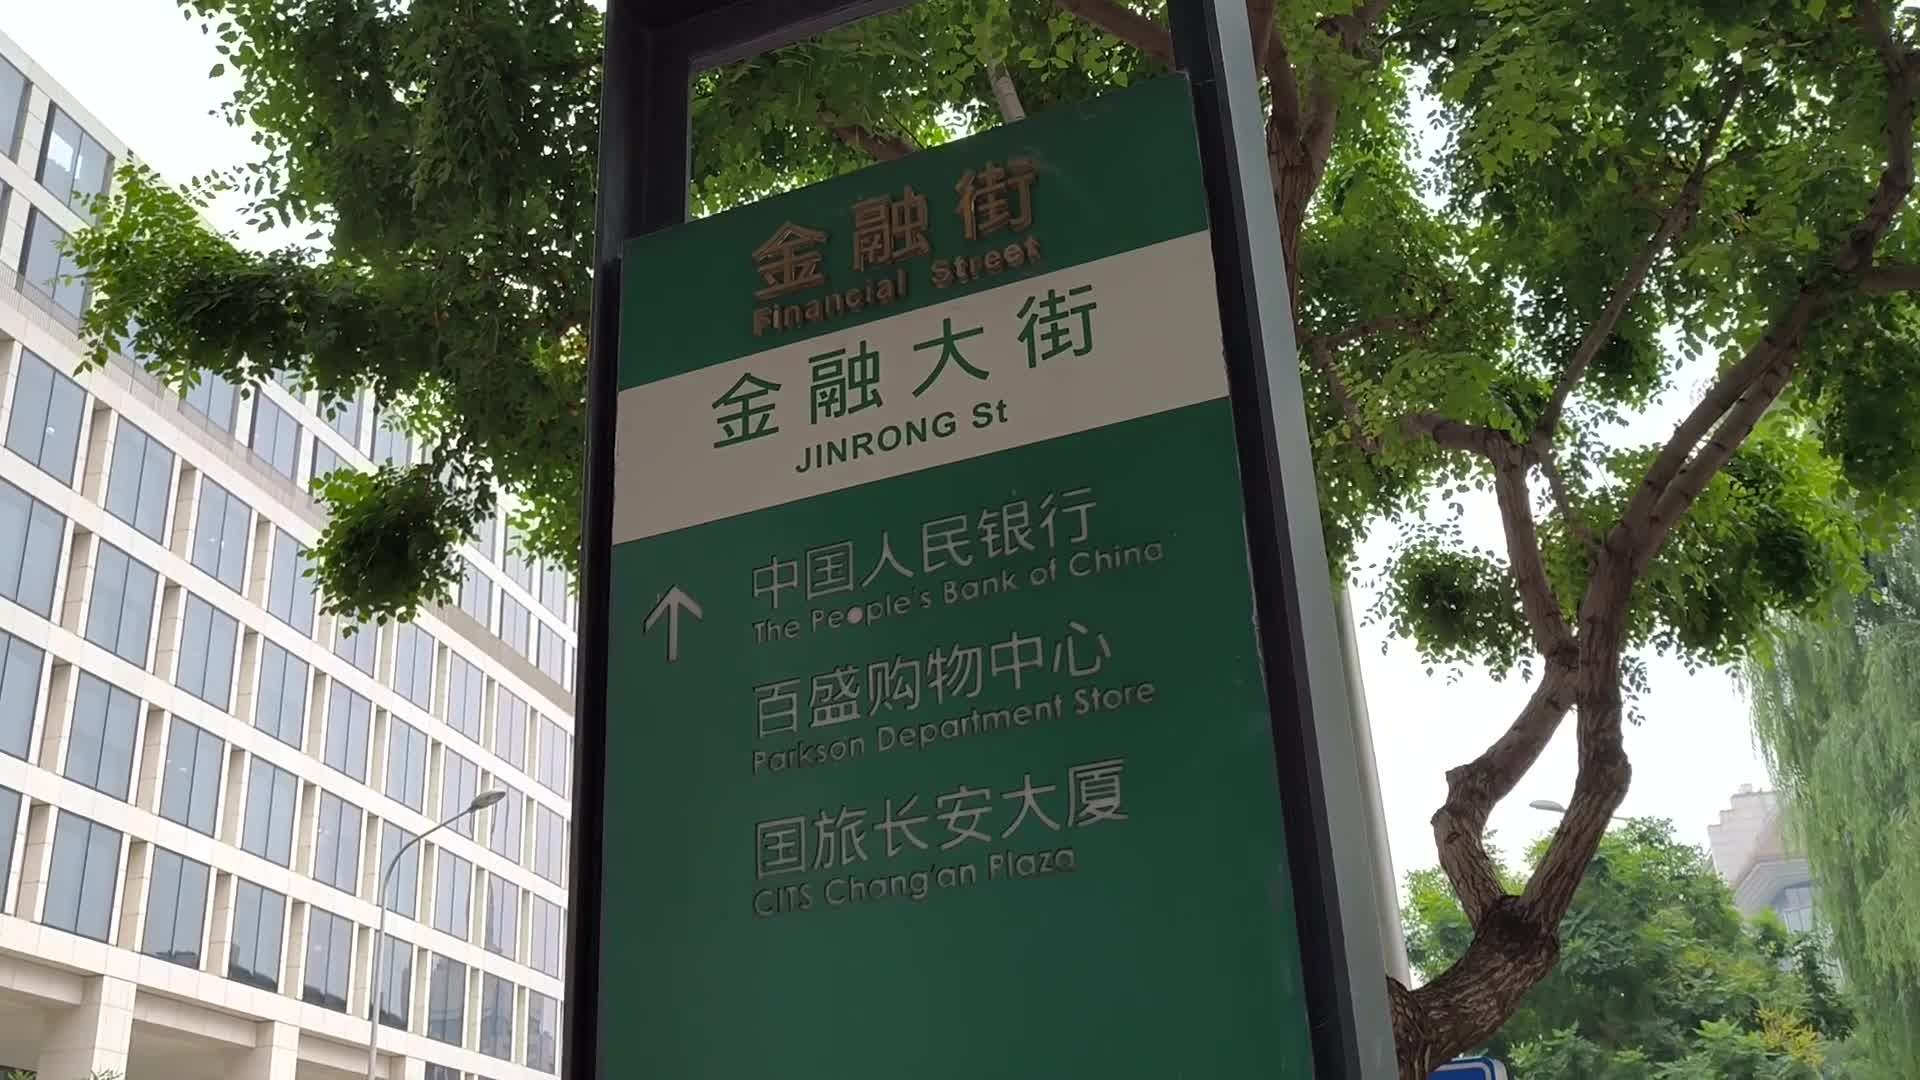 金融街
Financial Street
金融大街
JINRONG St
中国人民银行
The People's Bank of China
百盛购物中心
Parkson Department Store
国旅长安大厦
CITS Chang'an Plaza